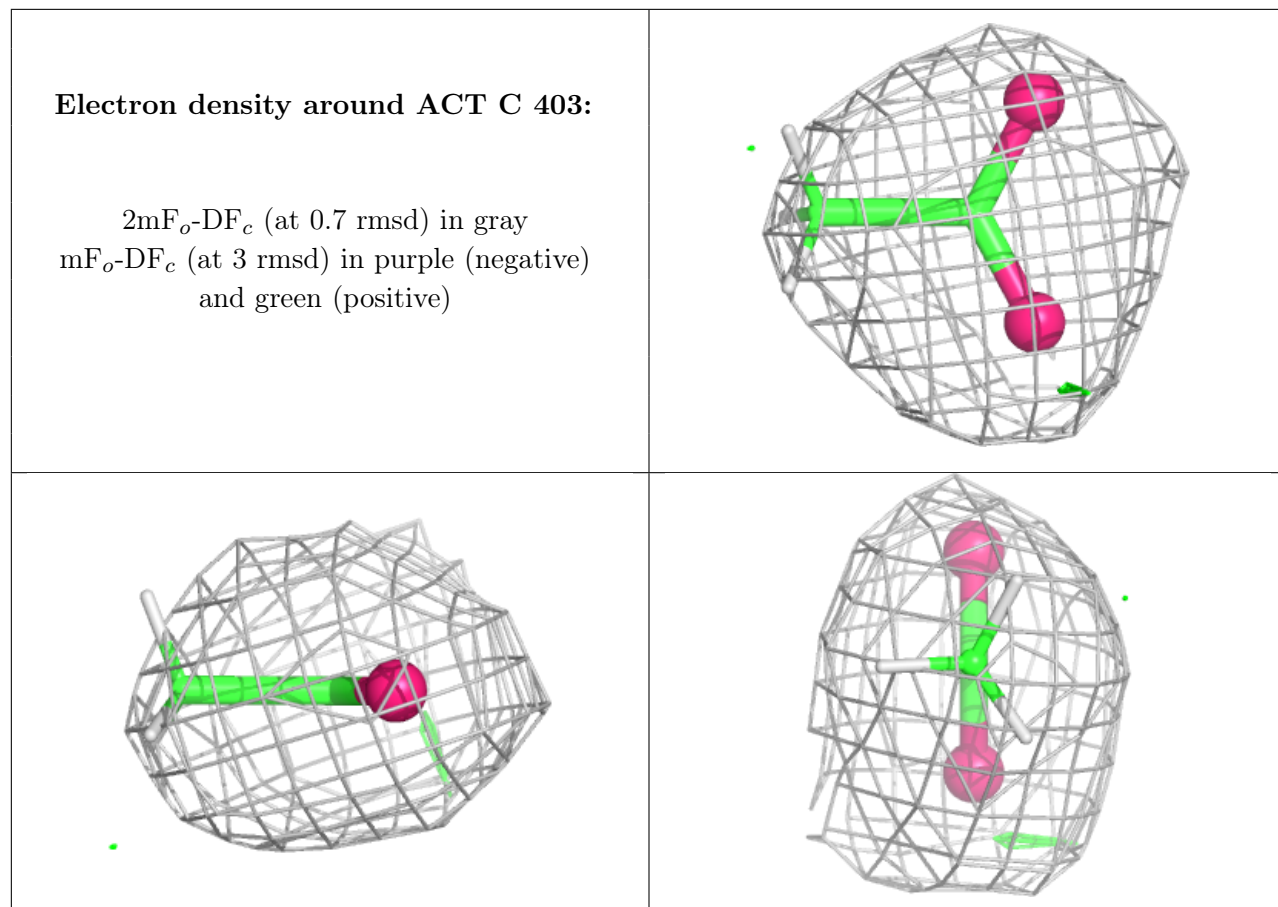 Electron density around ACT C 403:
2mFo-DFc (at 0.7 rmsd) in gray
mFo-DFc (at 3 rmsd) in purple (negative)
and green (positive)